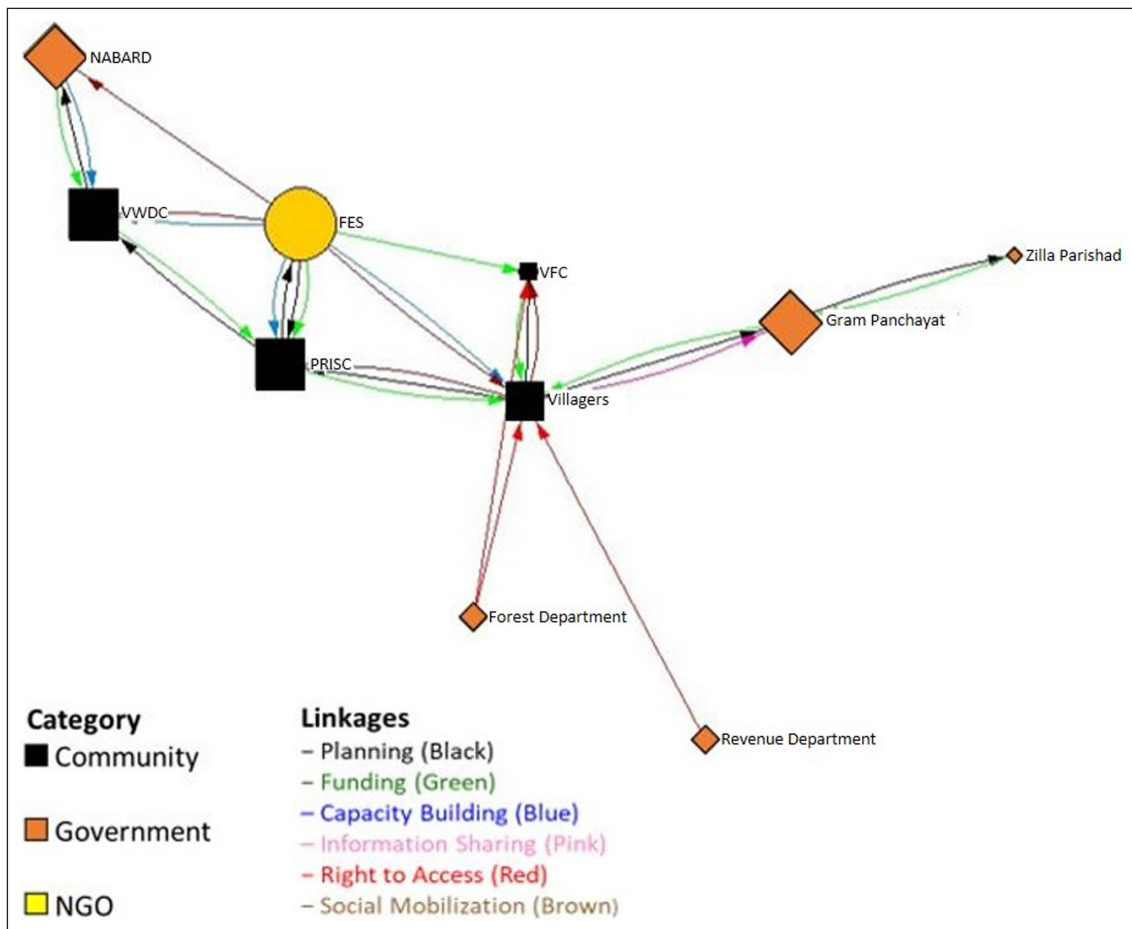 NABARD
VWDC
FES
VFC
Zilla Parishad
Gram Panchayat
PRISC
Villagers
Forest Department
Revenue Department
Category
Community
Government
NGO
Linkages
– Planning (Black)
– Funding (Green)
– Capacity Building (Blue)
– Information Sharing (Pink)
– Right to Access (Red)
– Social Mobilization (Brown)